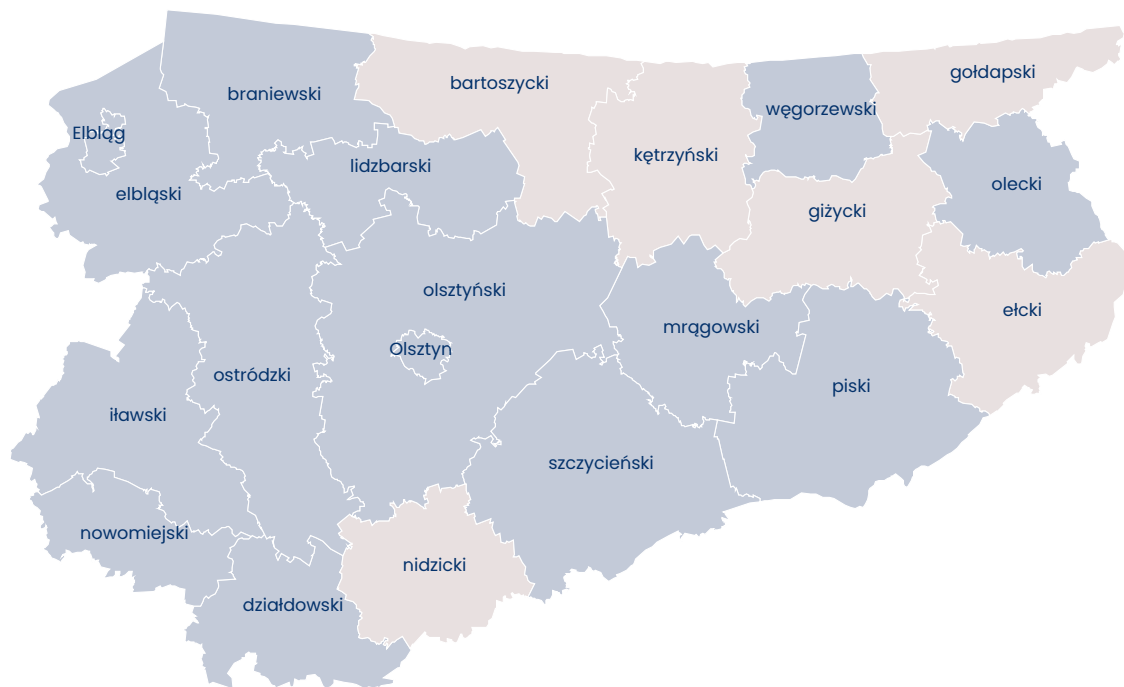 gołdapski
bartoszycki
braniewski
węgorzewski
Elbląg
kętrzyński
lidzbarski
olecki
elbląski
giżycki
olsztyński
ełcki
mrągowski
Olsztyn
ostródzki
piski
iławski
szczycieński
nowomiejski
nidzicki
działdowski